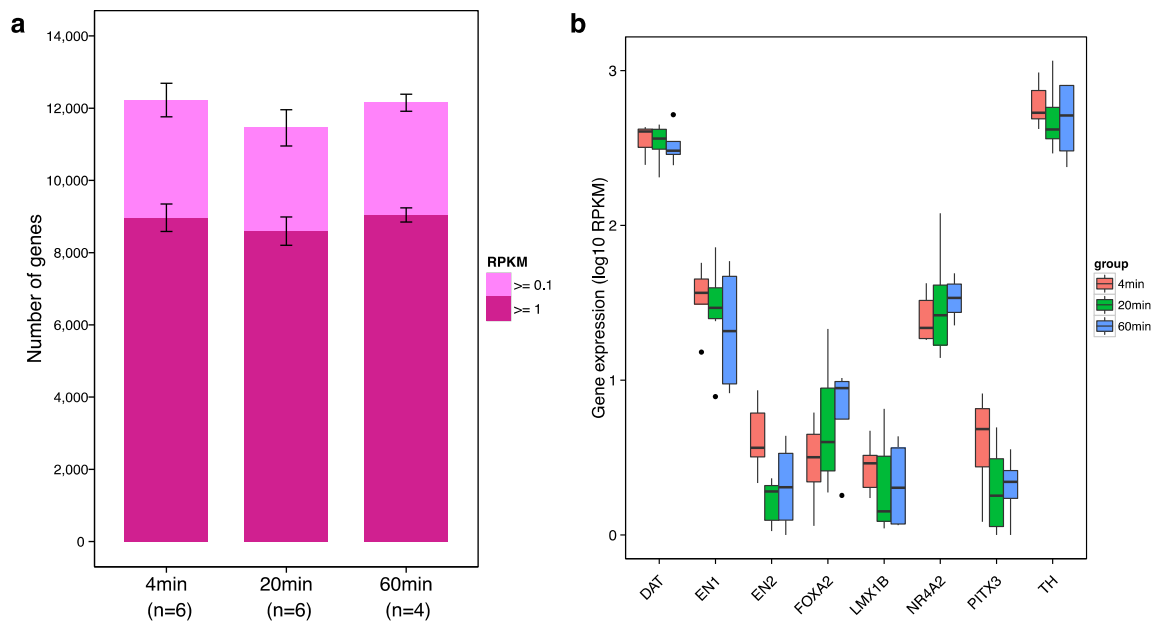 a
14,000
12,000
10,000
8,000
6,000
4,000
2,000
0
Number of genes
4min
(n=6)
20min
(n=6)
60min
(n=4)
RPKM
>= 0.1
>= 1
b
3
2
1
0
Gene expression (log10 RPKM)
DAT
EN1
EN2
FOXA2
LMX1B
NR4A2
PITX3
TH
group
4min
20min
60min